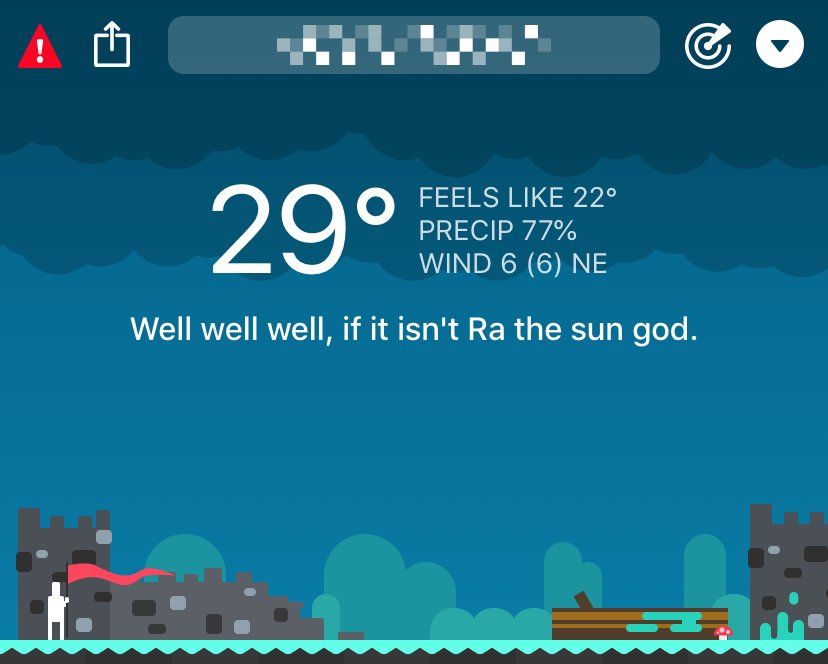 29°
FEELS LIKE 22°
PRECIP 77%
WIND 6 (6) NE
Well well well, if it isn't Ra the sun god.